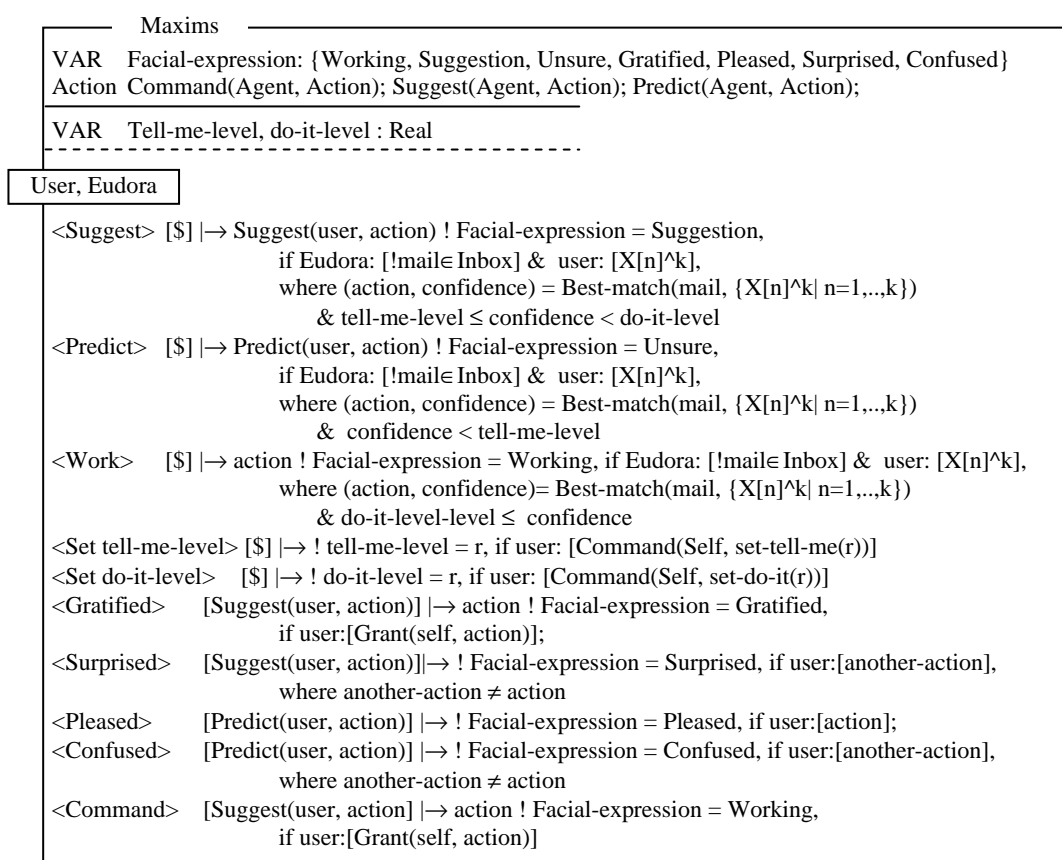 Maxims
VAR Facial-expression: {Working, Suggestion, Unsure, Gratified, Pleased, Surprised, Confused}
Action Command(Agent, Action); Suggest(Agent, Action); Predict(Agent, Action);
VAR Tell-me-level, do-it-level : Real
User, Eudora
<Suggest> [$] |→ Suggest(user, action) ! Facial-expression = Suggestion,
if Eudora: [!mail∈Inbox] & user: [X[n]^k],
where (action, confidence) = Best-match(mail, {X[n]^k| n=1,..,k})
& tell-me-level ≤ confidence < do-it-level
<Predict> [$] |→ Predict(user, action) ! Facial-expression = Unsure,
if Eudora: [!mail∈Inbox] & user: [X[n]^k],
where (action, confidence) = Best-match(mail, {X[n]^k| n=1,..,k})
& confidence < tell-me-level
<Work> [$] |→ action ! Facial-expression = Working, if Eudora: [!mail∈Inbox] & user: [X[n]^k],
where (action, confidence)= Best-match(mail, {X[n]^k| n=1,..,k})
& do-it-level-level ≤ confidence
<Set tell-me-level> [$] |→ ! tell-me-level = r, if user: [Command(Self, set-tell-me(r))]
<Set do-it-level> [$] |→ ! do-it-level = r, if user: [Command(Self, set-do-it(r))]
<Gratified> [Suggest(user, action)] |→ action ! Facial-expression = Gratified,
if user:[Grant(self, action)];
<Surprised> [Suggest(user, action)]|→ ! Facial-expression = Surprised, if user:[another-action],
where another-action ≠ action
<Pleased> [Predict(user, action)] |→ ! Facial-expression = Pleased, if user:[action];
<Confused> [Predict(user, action)] |→ ! Facial-expression = Confused, if user:[another-action],
where another-action ≠ action
<Command> [Suggest(user, action] |→ action ! Facial-expression = Working,
if user:[Grant(self, action)]